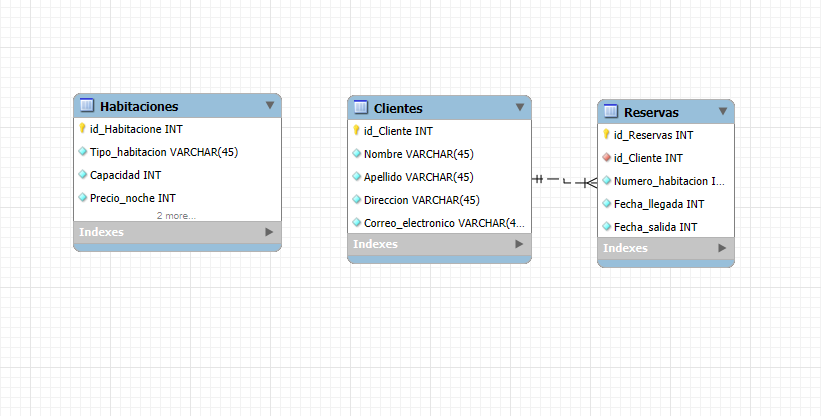 Habitaciones
id_Habitacione INT
Tipo_habitacion VARCHAR(45)
Capacidad INT
Precio_noche INT
2 more...
Indexes
Clientes
id_Cliente INT
Nombre VARCHAR(45)
Apellido VARCHAR(45)
Direccion VARCHAR(45)
Correo_electronico VARCHAR(4...
Indexes
Reservas
id_Reservas INT
id_Cliente INT
Numero_habitacion I...
Fecha_llegada INT
Fecha_salida INT
Indexes